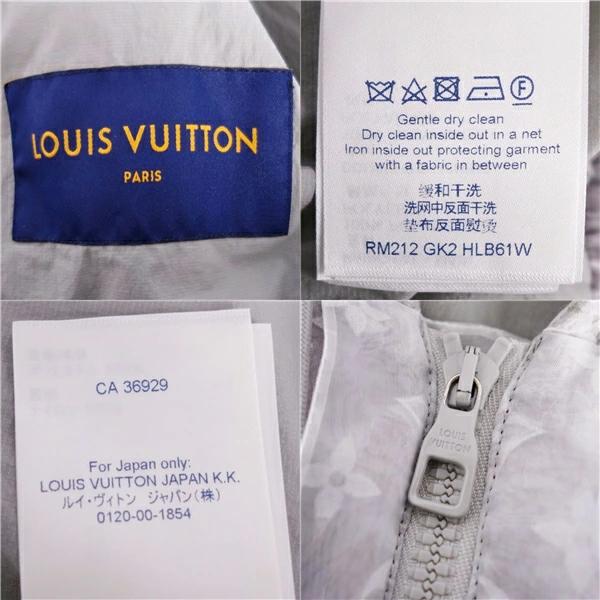 LOUIS VUITTON
PARIS
Gentle dry clean
Dry clean inside out in a net
Iron inside out protecting garment
with a fabric in between
缓和干洗
洗网中反面干洗
垫布反面熨烫
RM212 GK2 HLB61W
CA 36929
For Japan only:
LOUIS VUITTON JAPAN K.K.
ルイ・ヴィトン ジャパン(株)
0120-00-1854
LOUIS
VUITTON